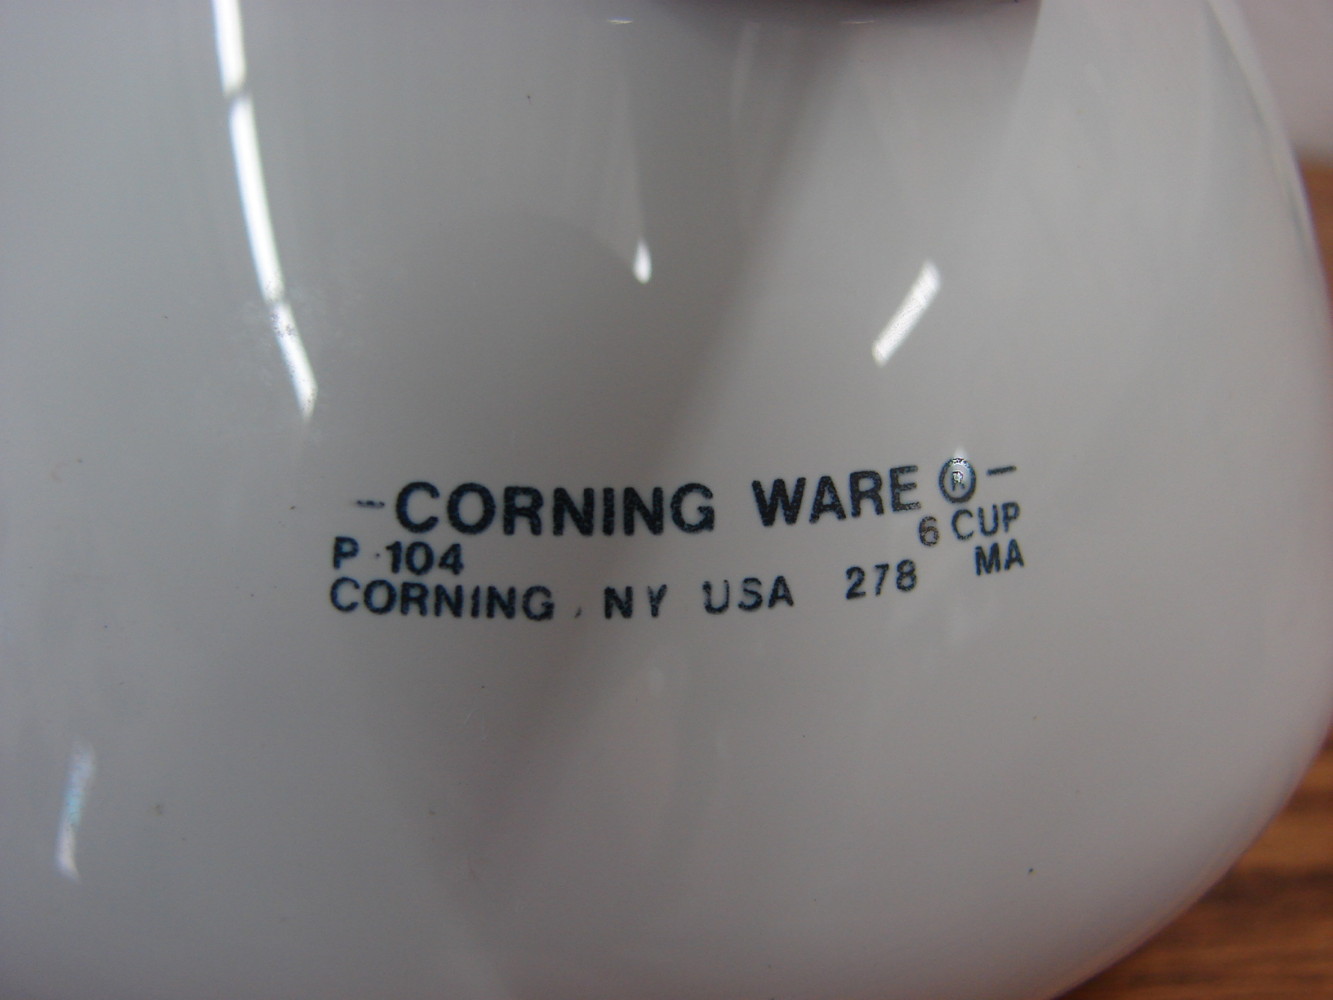 -CORNING WARE ®-
6 CUP
P·104
MA
CORNING, NY USA 278